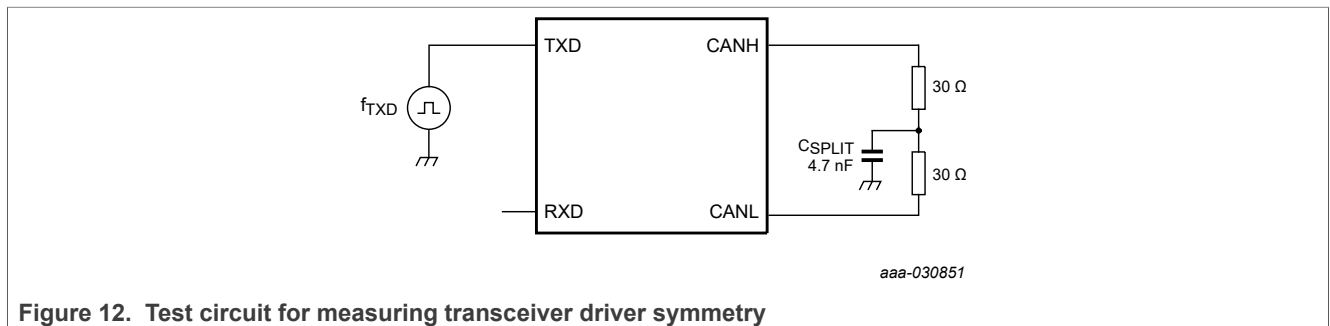 TXD
CANH
30 Ω
fTXD
CSPLIT
4.7 nF
30 Ω
RXD
CANL
aaa-030851
Figure 12. Test circuit for measuring transceiver driver symmetry